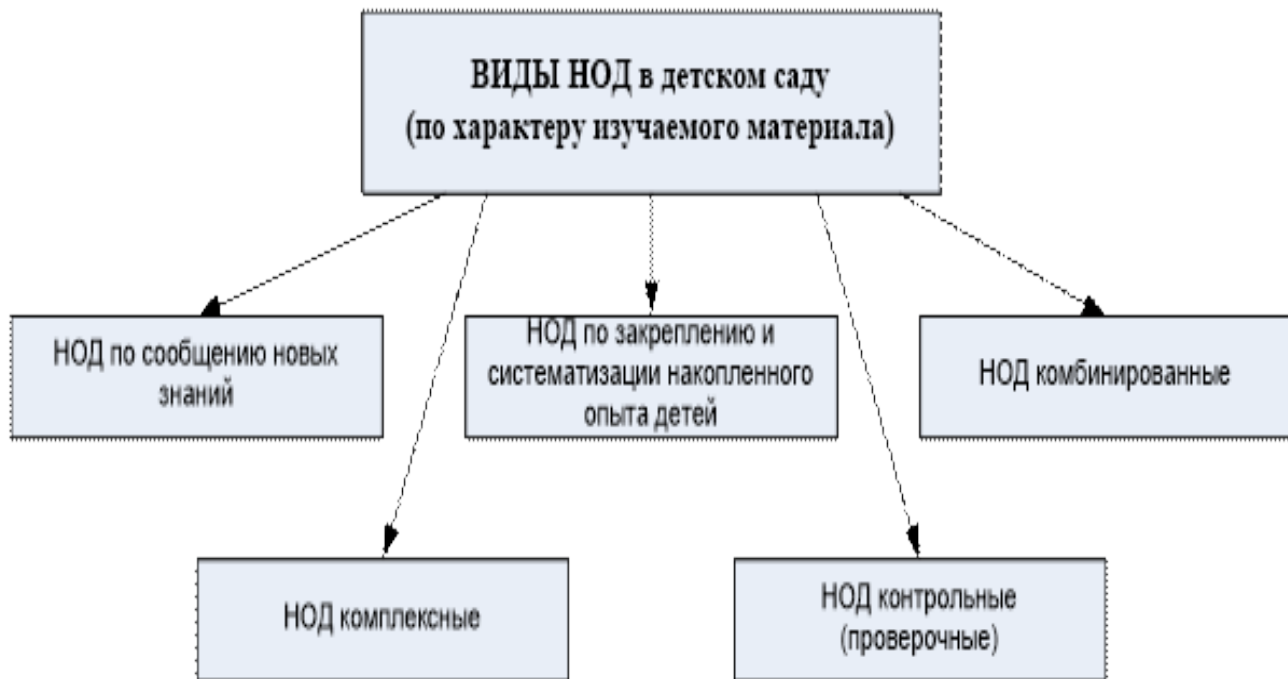 ВИДЫ НОД в детском саду
(по характеру изучаемого материала)
НОД по сообщению новых
знаний
НОД по закреплению и
систематизации накопленного
опыта детей
НОД комбинированные
НОД комплексные
НОД контрольные
(проверочные)